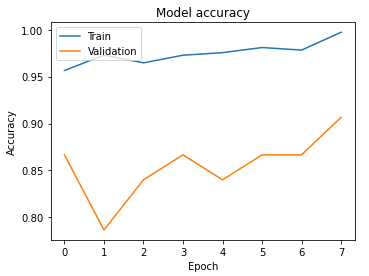 Model accuracy
Train
Validation
1.00
0.95
0.90
0.85
0.80
Accuracy
0 1 2 3 4 5 6 7
Epoch